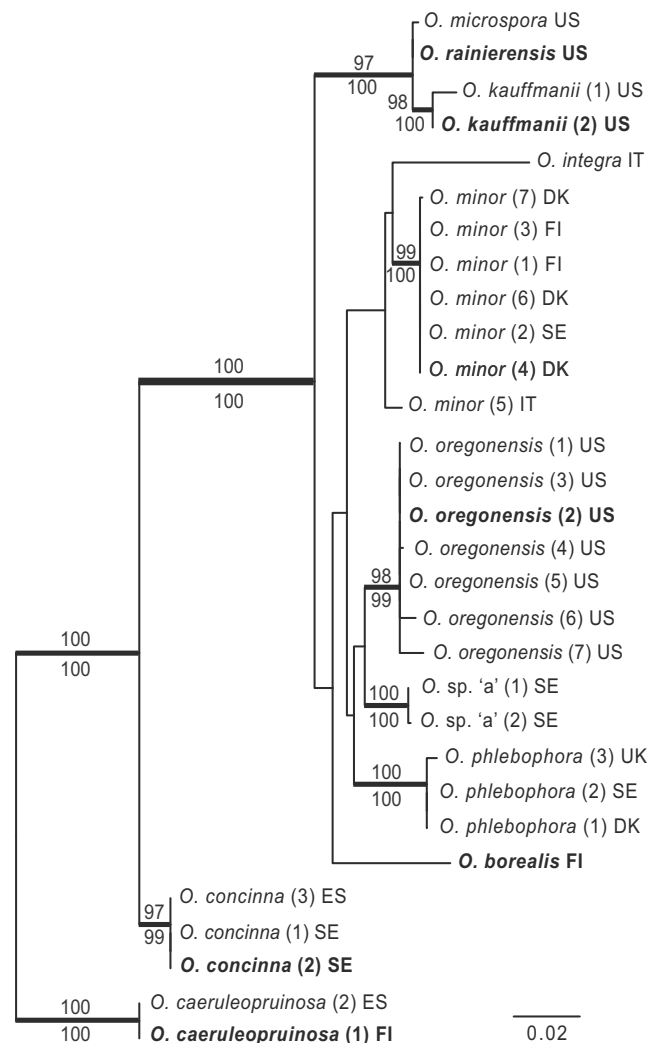 O. microspora US
O. rainierensis US
97
100
O. kauffmanii (1) US
98
100
O. kauffmanii (2) US
O. integra IT
O. minor (7) DK
O. minor (3) FI
99
100
O. minor (1) FI
O. minor (6) DK
O. minor (2) SE
O. minor (4) DK
100
100
O. minor (5) IT
O. oregonensis (1) US
O. oregonensis (3) US
O. oregonensis (2) US
O. oregonensis (4) US
98
99
O. oregonensis (5) US
O. oregonensis (6) US
O. oregonensis (7) US
100
100
O. sp. ‘a’ (1) SE
100
100
O. sp. ‘a’ (2) SE
O. phlebophora (3) UK
100
100
O. phlebophora (2) SE
O. phlebophora (1) DK
O. borealis FI
O. concinna (3) ES
97
99
O. concinna (1) SE
O. concinna (2) SE
O. caeruleopruinosa (2) ES
100
100
O. caeruleopruinosa (1) FI
0.02